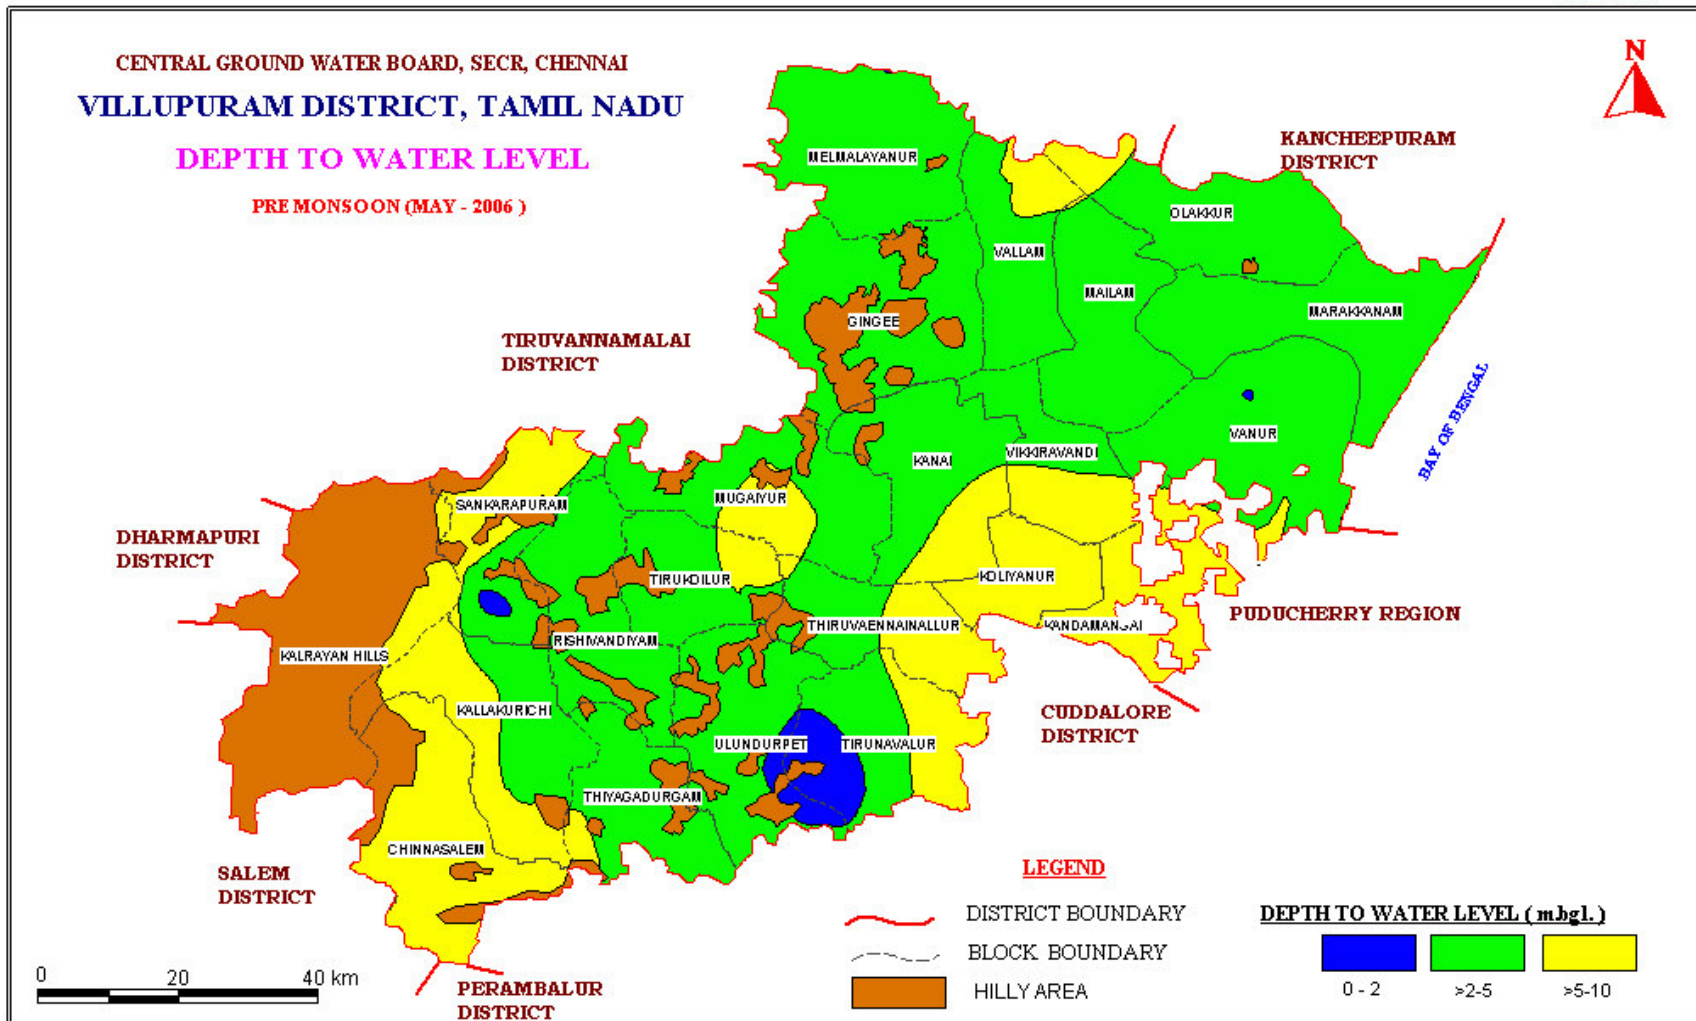 CENTRAL GROUND WATER BOARD, SECR, CHENNAI
VILLUPURAM DISTRICT, TAMIL NADU
DEPTH TO WATER LEVEL
PRE MONSOON (MAY - 2006 )
N
KANCHEEPURAM
DISTRICT
MELMALAYANUR
OLAKKUR
VALLAM
MAILAM
MARAKKANAM
GINGEE
TIRUVANNAMALAI
DISTRICT
BAY OF BENGAL
VANUR
VIKKIRAVANDI
KANAI
MUGAIYUR
SANKARAPURAM
DHARMAPURI
DISTRICT
TIRUKOILUR
KOLIYANUR
PUDUCHERRY REGION
THIRUVAENNAINALLUR
KANDAMANGAI
RISHIVANDIYAM
KALRAYAN HILLS
KALLAKURICHI
CUDDALORE
DISTRICT
ULUNDURPET
TIRUNAVALUR
THIYAGADURGAM
CHINNASALEM
SALEM
DISTRICT
PERAMBALUR
DISTRICT
0 20 40 km
LEGEND
DISTRICT BOUNDARY
BLOCK BOUNDARY
HILLY AREA
DEPTH TO WATER LEVEL ( m.bgl. )
0 - 2 >2-5 >5-10